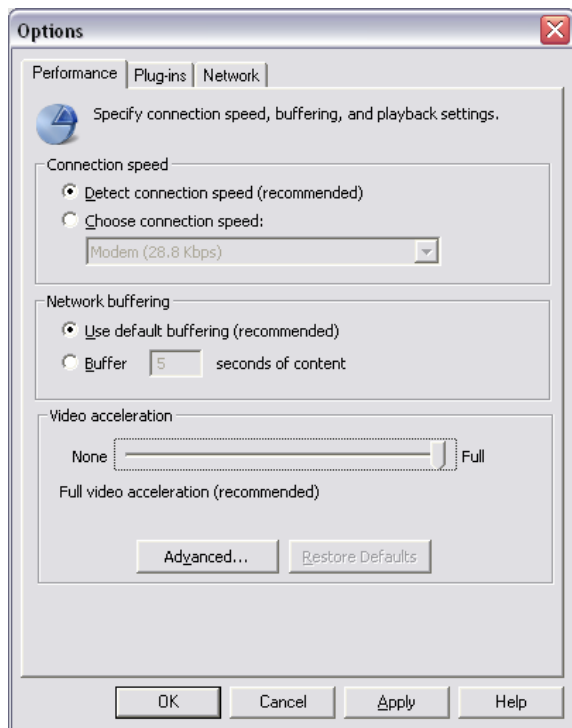 Options
Performance Plug-ins Network
Specify connection speed, buffering, and playback settings.
Connection speed
Detect connection speed (recommended)
Choose connection speed:
Modem (28.8 Kbps)
Network buffering
Use default buffering (recommended)
Buffer 5 seconds of content
Video acceleration
None Full
Full video acceleration (recommended)
Advanced... Restore Defaults
OK Cancel Apply Help